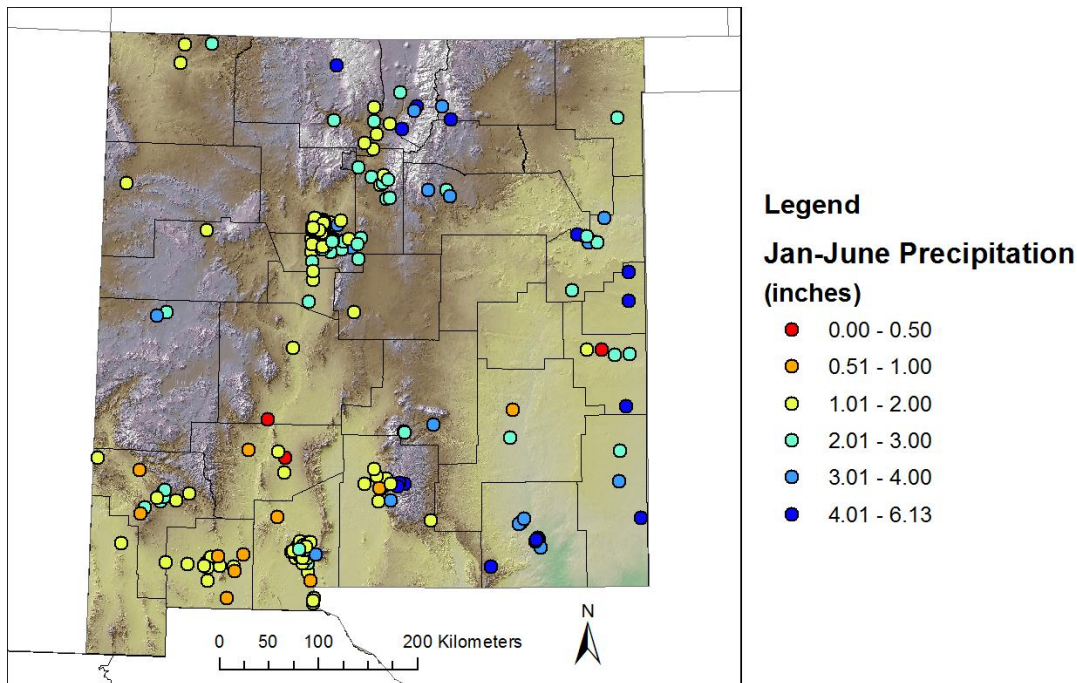 Legend
Jan-June Precipitation
(inches)
0.00 - 0.50
0.51 - 1.00
1.01 - 2.00
2.01 - 3.00
3.01 - 4.00
4.01 - 6.13
N
0 50 100 200 Kilometers